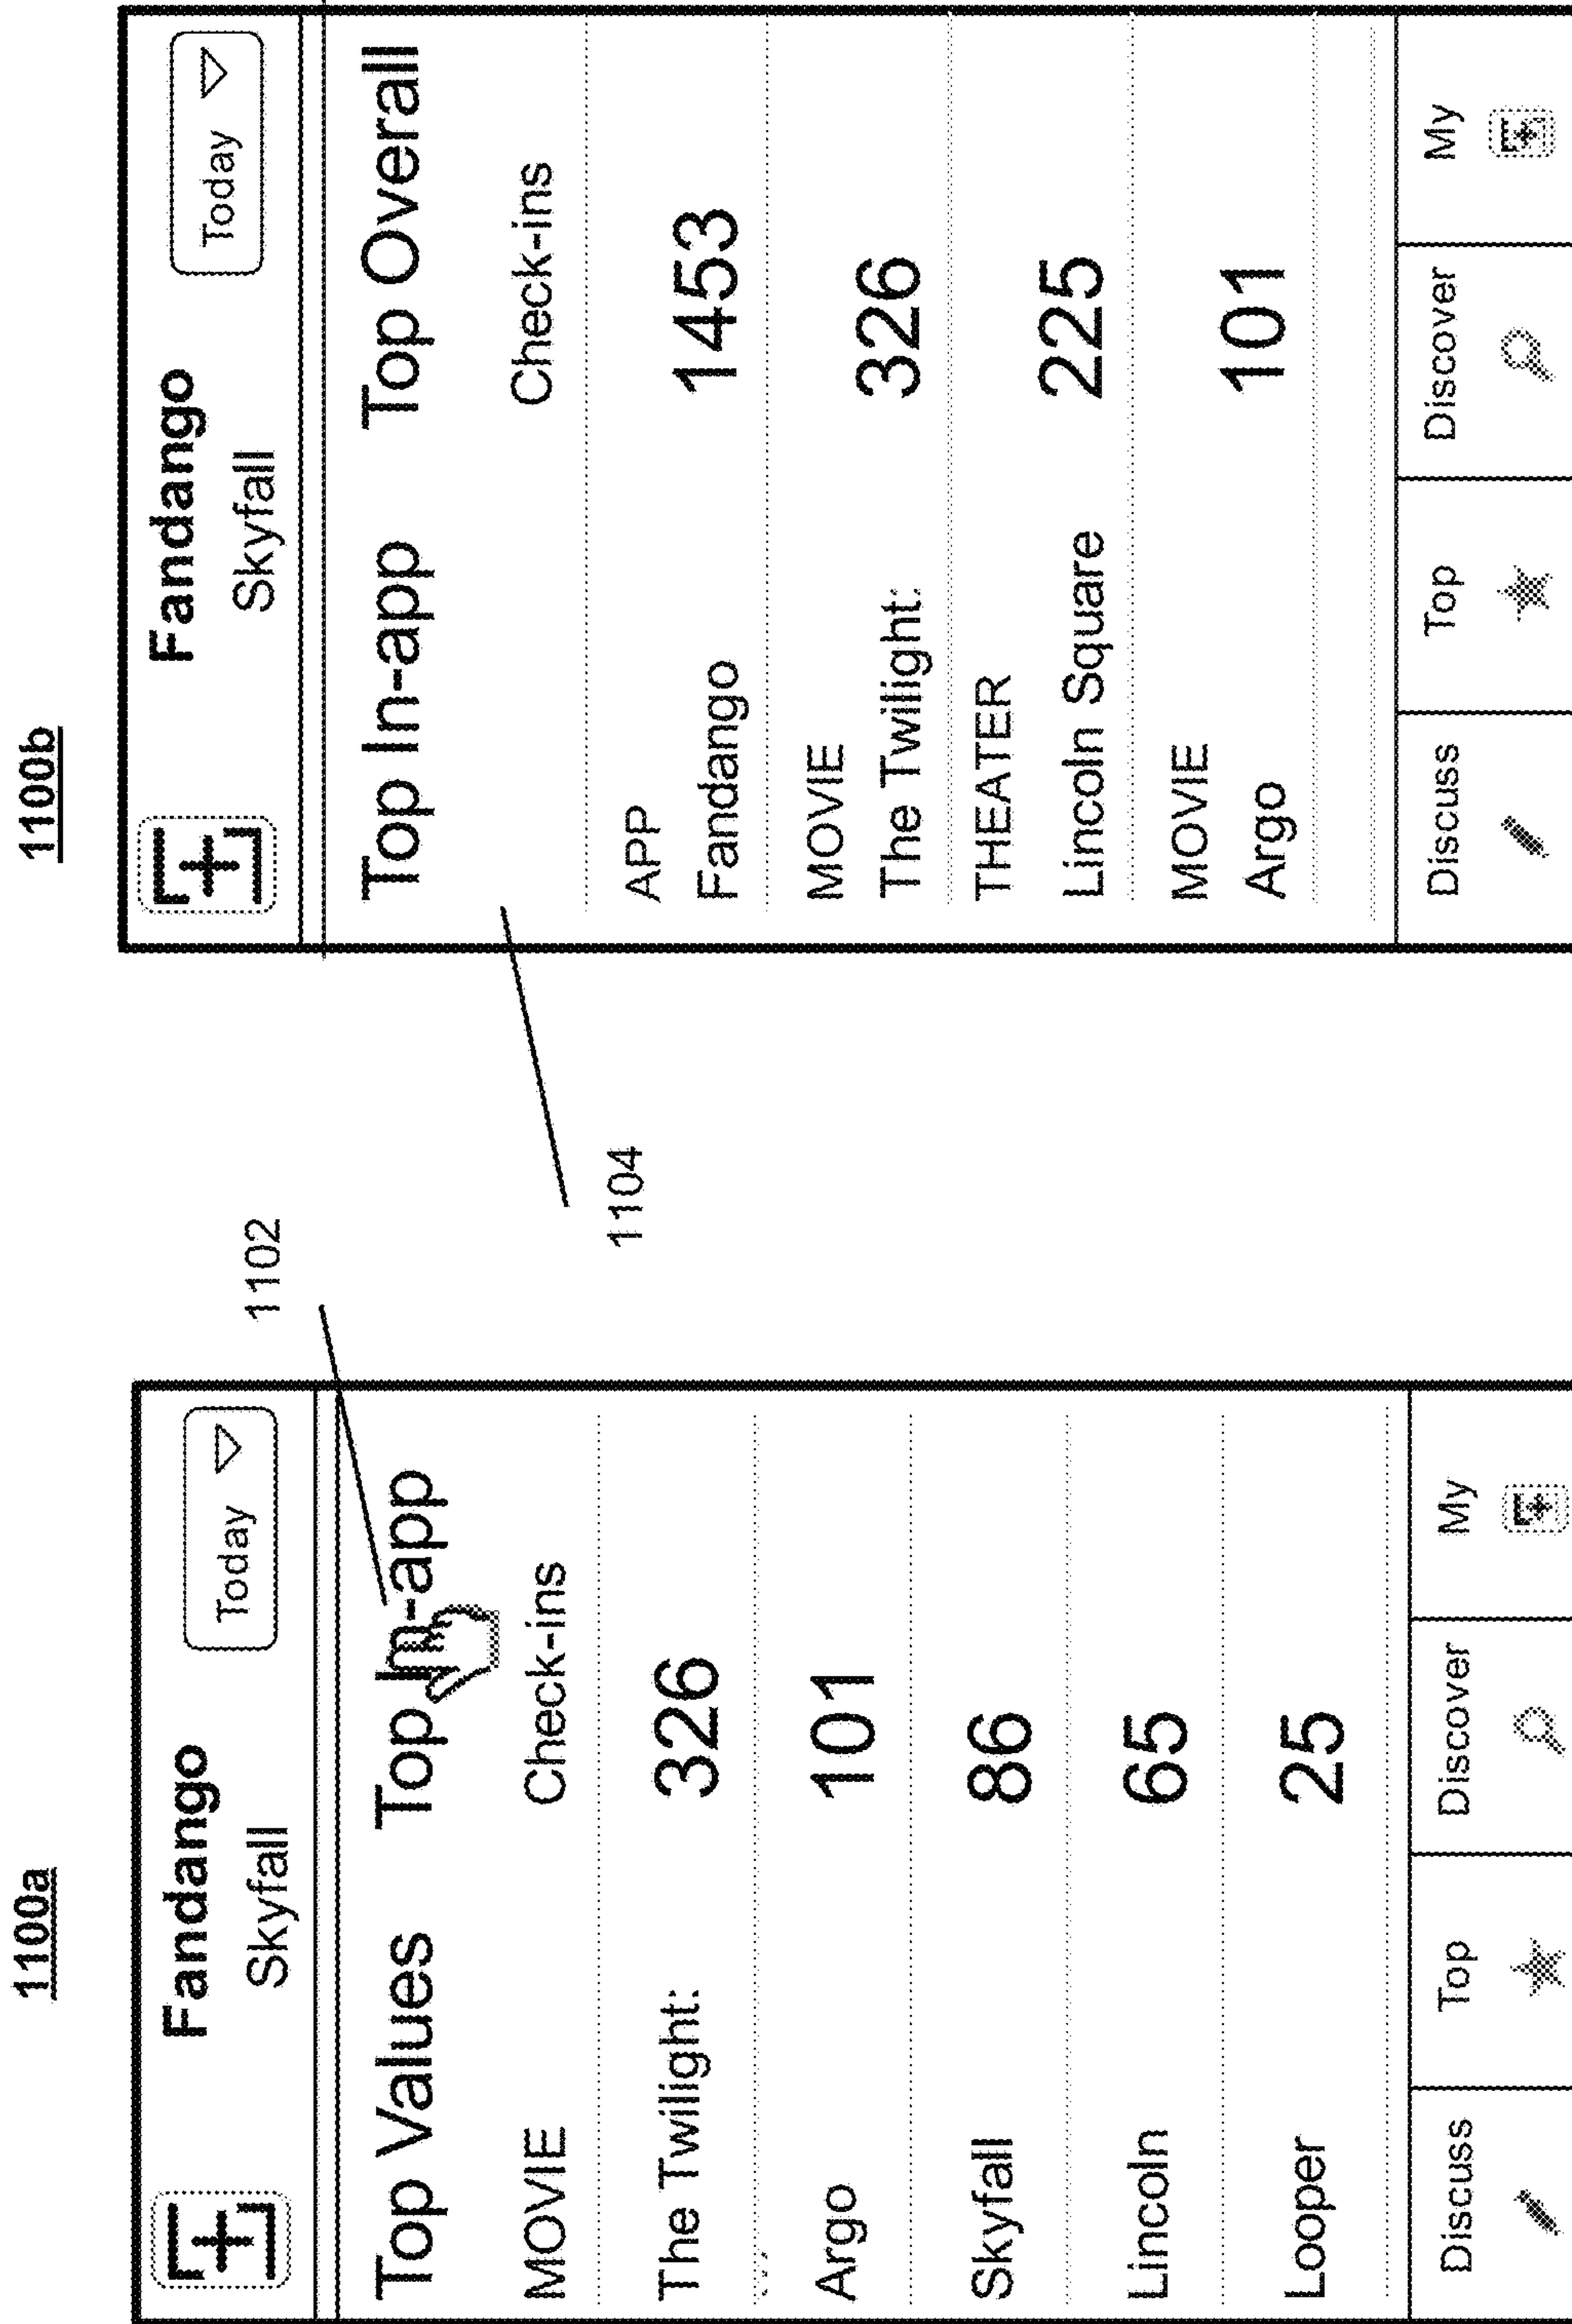 1100a
Fandango
Skyfall
Today
Top Values Top In-app
MOVIE Check-ins
The Twilight: 326
Argo 101
Skyfall 86
Lincoln 65
Looper 25
Discuss Top Discover My
1102
1104
1100b
Fandango
Skyfall
Today
Top In-app Top Overall
Check-ins
APP
Fandango 1453
MOVIE
The Twilight: 326
THEATER
Lincoln Square 225
MOVIE
Argo 101
Discuss Top Discover My